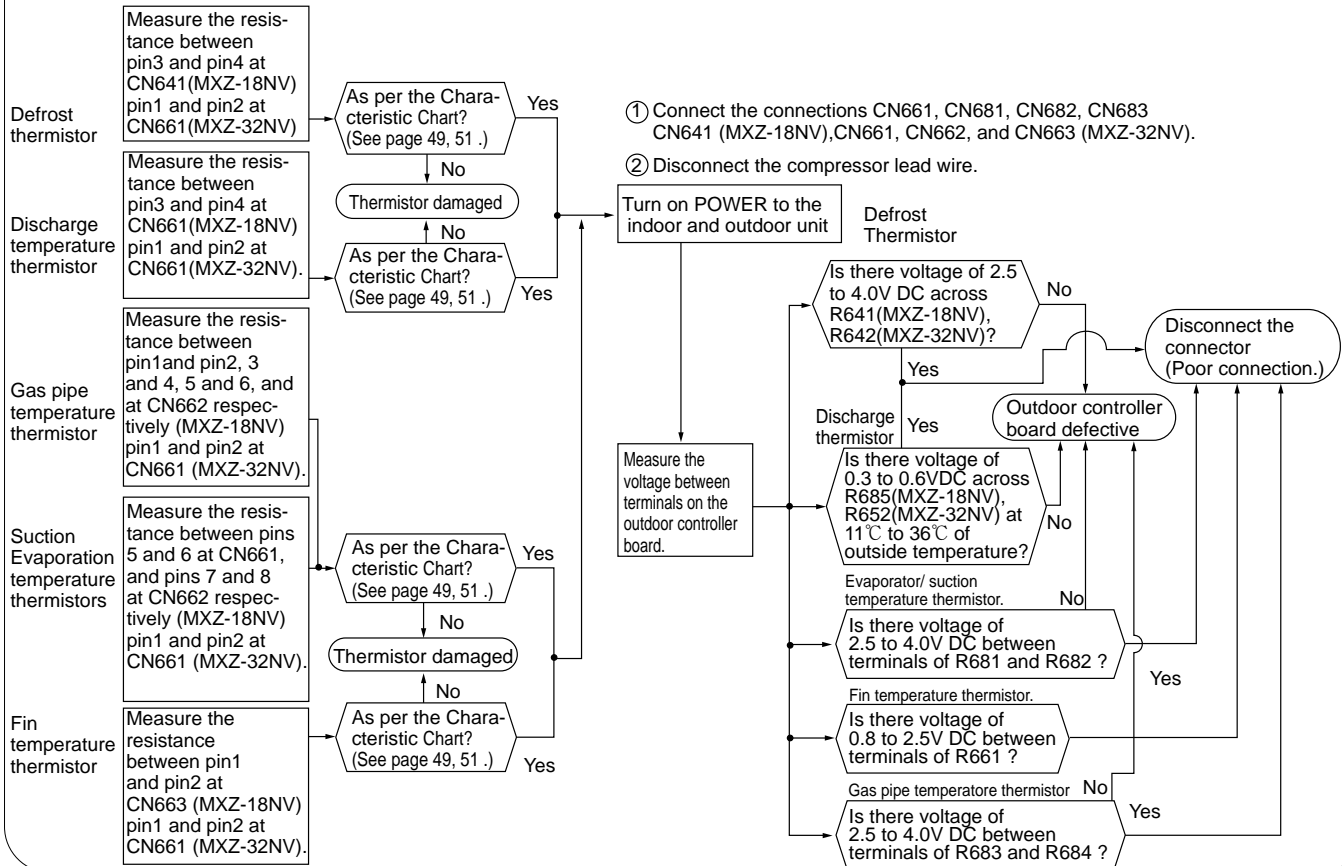 Defrost
thermistor
Measure the resis-
tance between
pin3 and pin4 at
CN641(MXZ-18NV)
pin1 and pin2 at
CN661(MXZ-32NV)
As per the Chara-
cteristic Chart?
(See page 49, 51 .)
Yes
No
Thermistor damaged
Discharge
temperature
thermistor
Measure the resis-
tance between
pin3 and pin4 at
CN661(MXZ-18NV)
pin1 and pin2 at
CN661(MXZ-32NV).
No
As per the Chara-
cteristic Chart?
(See page 49, 51 .)
Yes
Gas pipe
temperature
thermistor
Measure the resis-
tance between
pin1and pin2, 3
and 4, 5 and 6, and
at CN662 respec-
tively (MXZ-18NV)
pin1 and pin2 at
CN661 (MXZ-32NV).
Suction
Evaporation
temperature
thermistors
Measure the resis-
tance between pins
5 and 6 at CN661,
and pins 7 and 8
at CN662 respec-
tively (MXZ-18NV)
pin1 and pin2 at
CN661 (MXZ-32NV).
As per the Chara-
cteristic Chart?
(See page 49, 51 .)
Yes
No
Thermistor damaged
Fin
temperature
thermistor
Measure the
resistance
between pin1
and pin2 at
CN663 (MXZ-18NV)
pin1 and pin2 at
CN661 (MXZ-32NV).
No
As per the Chara-
cteristic Chart?
(See page 49, 51 .)
Yes
① Connect the connections CN661, CN681, CN682, CN683
CN641 (MXZ-18NV),CN661, CN662, and CN663 (MXZ-32NV).
② Disconnect the compressor lead wire.
Turn on POWER to the
indoor and outdoor unit
Measure the
voltage between
terminals on the
outdoor controller
board.
Defrost
Thermistor
Is there voltage of 2.5
to 4.0V DC across
R641(MXZ-18NV),
R642(MXZ-32NV)?
No
Yes
Disconnect the
connector
(Poor connection.)
Outdoor controller
board defective
Discharge
thermistor
Yes
Is there voltage of
0.3 to 0.6VDC across
R685(MXZ-18NV),
R652(MXZ-32NV) at
11℃ to 36℃ of
outside temperature?
No
Evaporator/ suction
temperature thermistor.
No
Is there voltage of
2.5 to 4.0V DC between
terminals of R681 and R682 ?
Yes
Fin temperature thermistor.
Is there voltage of
0.8 to 2.5V DC between
terminals of R661 ?
Gas pipe temperatore thermistor
No
Is there voltage of
2.5 to 4.0V DC between
terminals of R683 and R684 ?
Yes